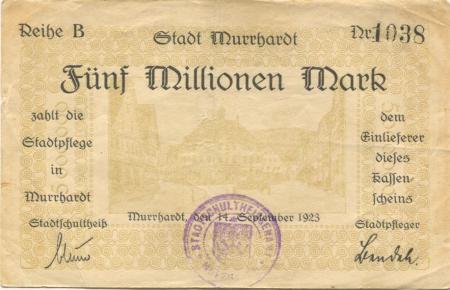 Reihe B
Stadt Murrhardt
Nr. 1038
Fünf Millionen Mark
zahlt die
Stadtpflege
in
Murrhardt
dem
Einlieferer
dieses
Kassen-
scheins
Murrhardt, den 14. September 1923
Stadtschultheiß
Stadtpfleger